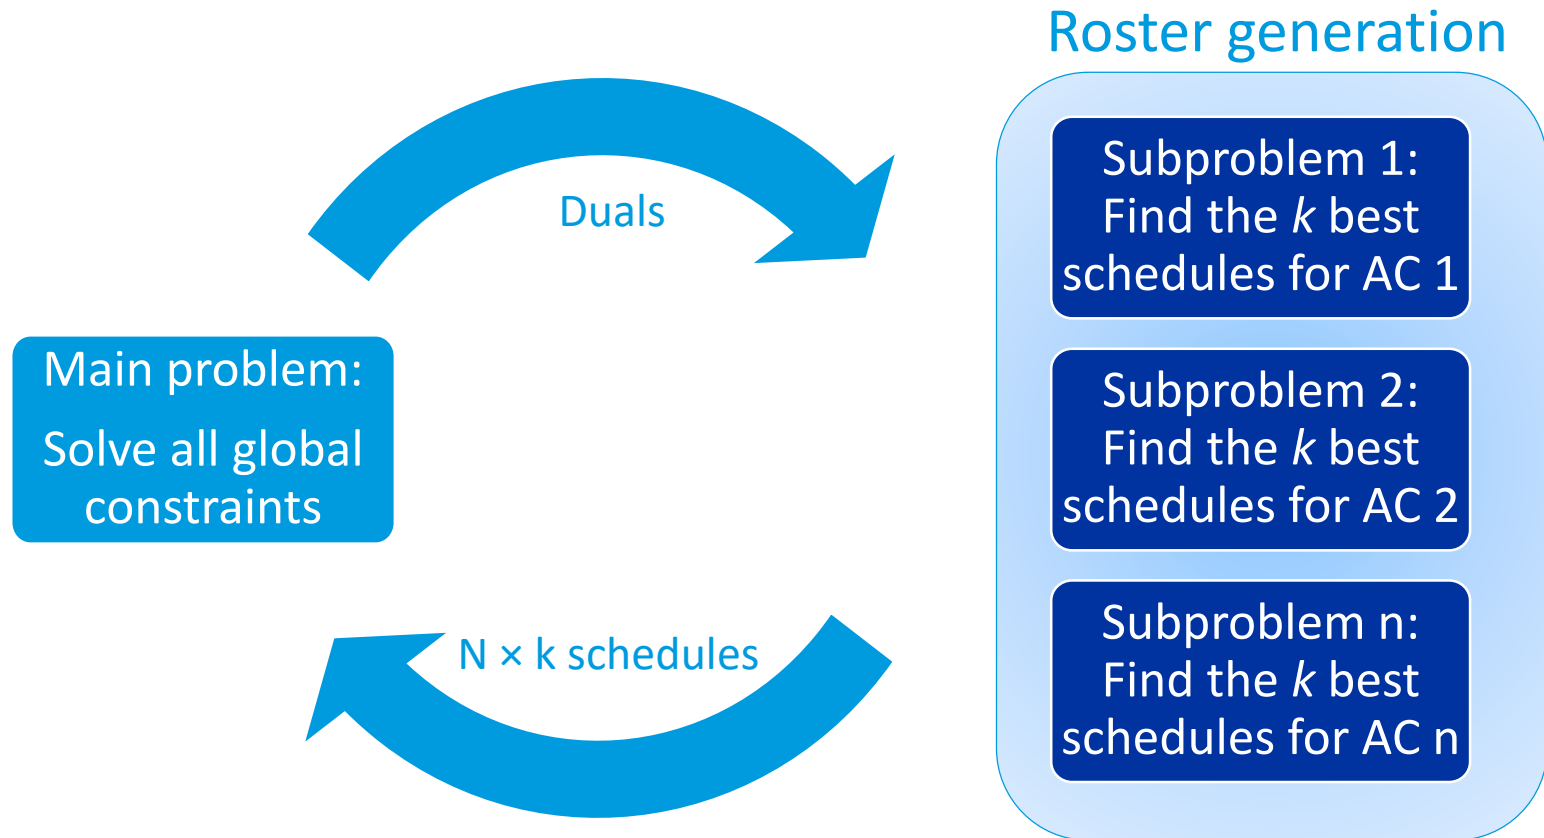 Roster generation
Duals
Main problem:
Solve all global
constraints
N × k schedules
Subproblem 1:
Find the k best
schedules for AC 1
Subproblem 2:
Find the k best
schedules for AC 2
Subproblem n:
Find the k best
schedules for AC n